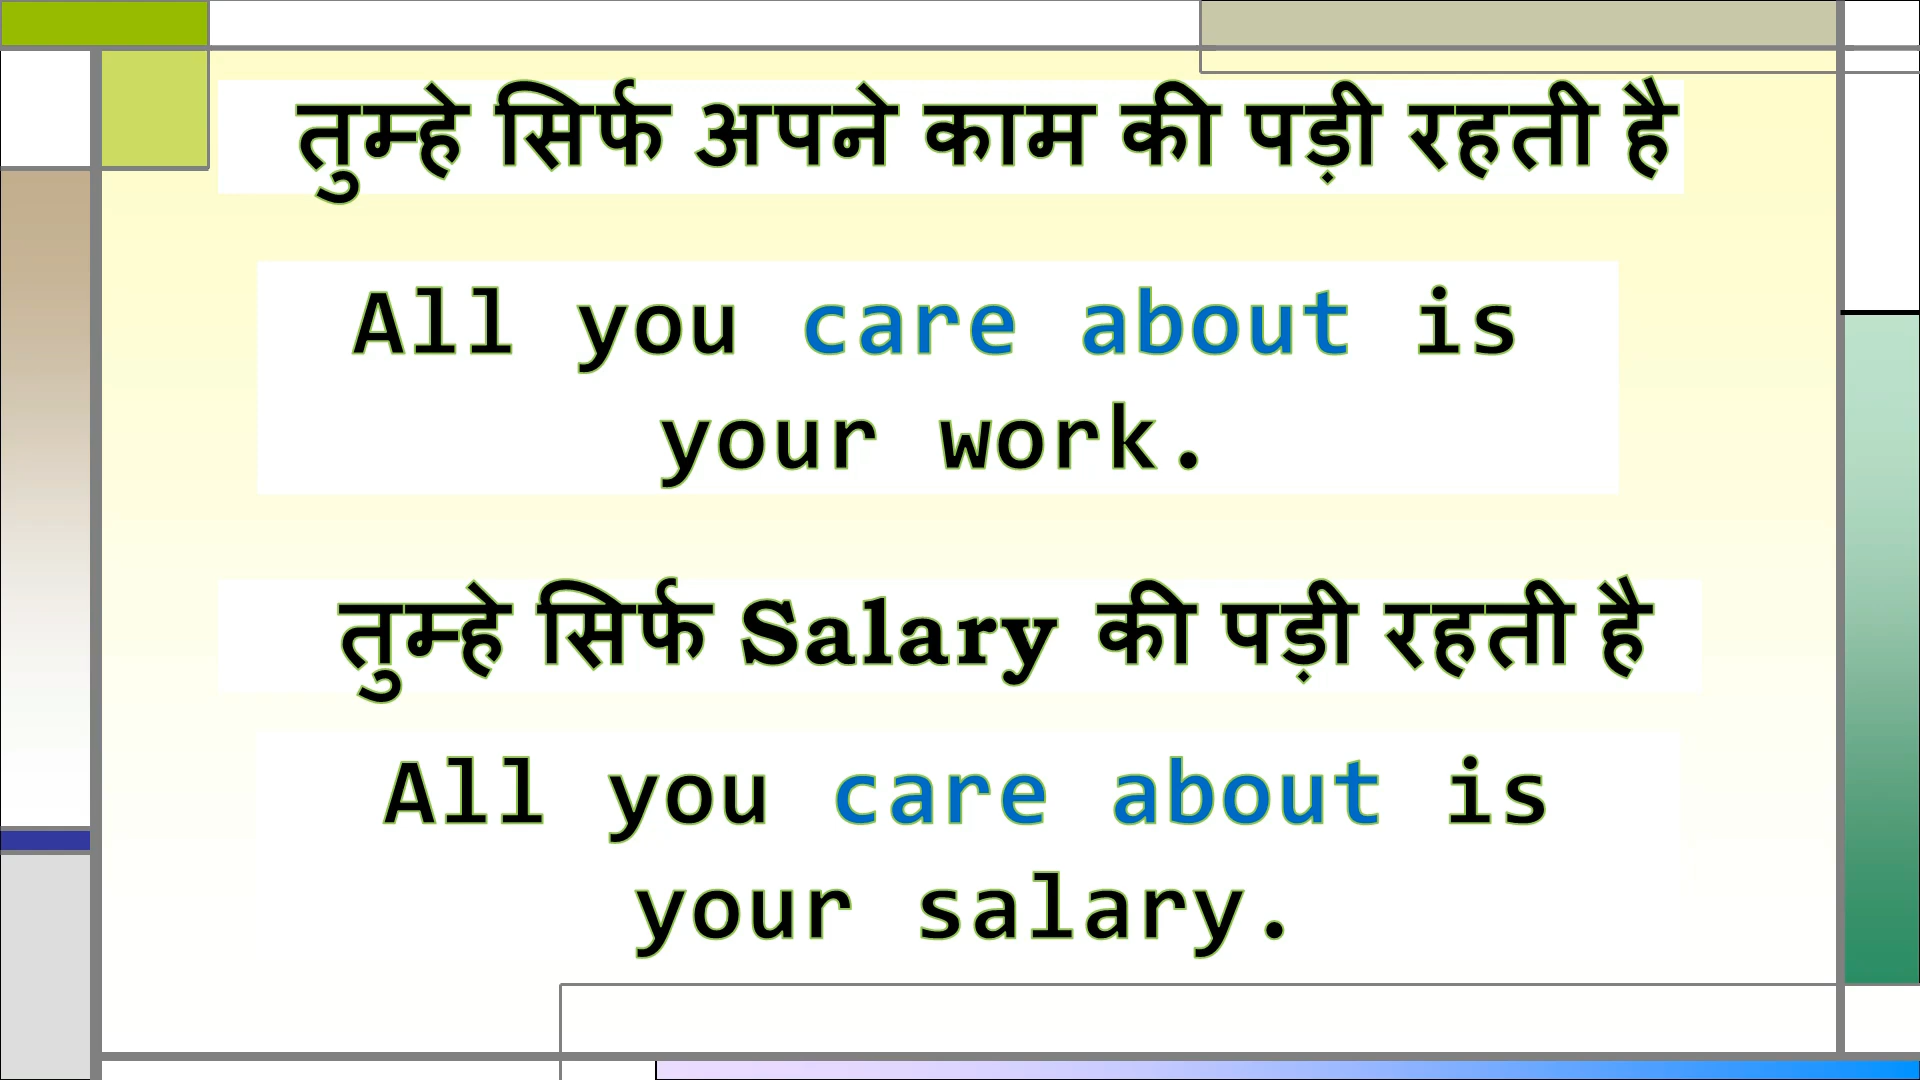 तुम्हे सिर्फ अपने काम की पड़ी रहती है
All you care about is
your work.
तुम्हे सिर्फ Salary की पड़ी रहती है
All you care about is
your salary.